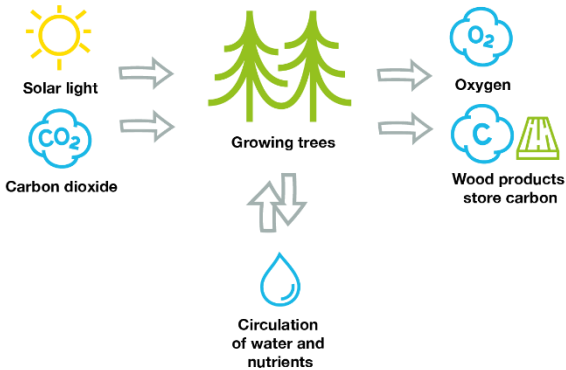 Solar light
CO₂
Carbon dioxide
Growing trees
O₂
Oxygen
C
Wood products
store carbon
Circulation
of water and
nutrients